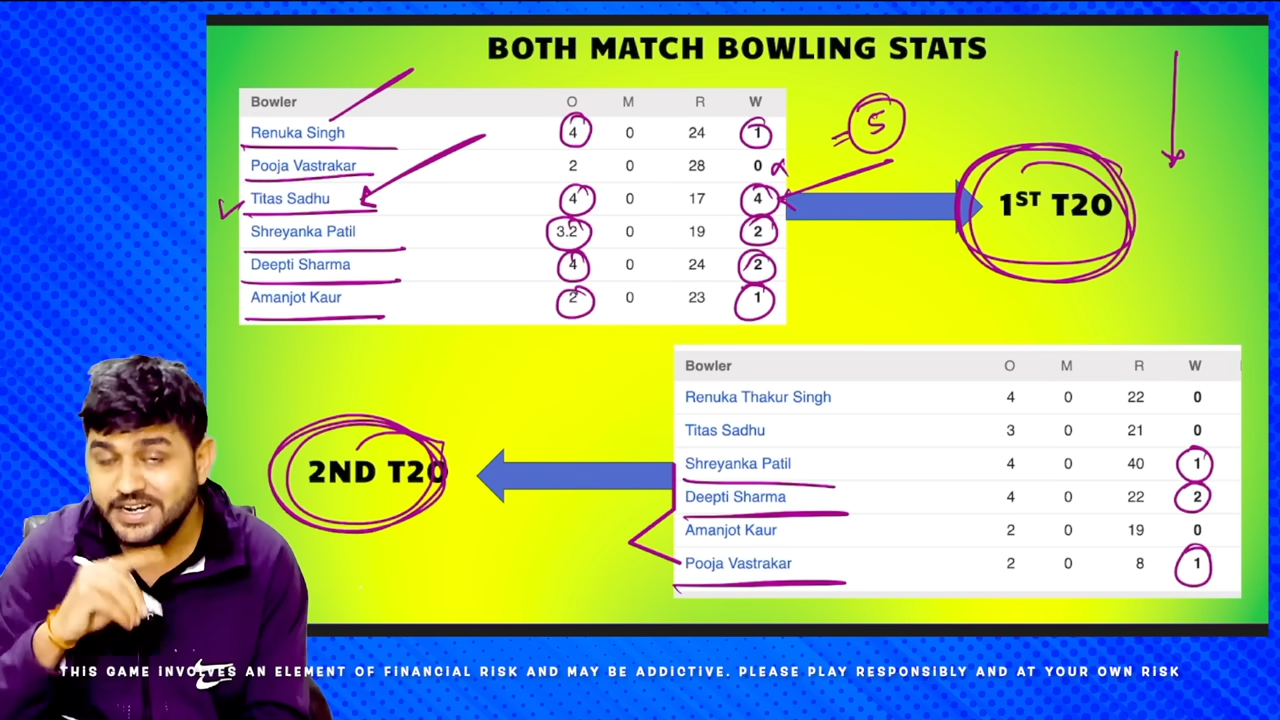 BOTH MATCH BOWLING STATS
Bowler O M R W
Renuka Singh 4 0 24 1
Pooja Vastrakar 2 0 28 0
Titas Sadhu 4 0 17 4
Shreyanka Patil 3.2 0 19 2
Deepti Sharma 4 0 24 2
Amanjot Kaur 2 0 23 1
5
1ST T20
Bowler O M R W
Renuka Thakur Singh 4 0 22 0
Titas Sadhu 3 0 21 0
Shreyanka Patil 4 0 40 1
Deepti Sharma 4 0 22 2
Amanjot Kaur 2 0 19 0
Pooja Vastrakar 2 0 8 1
2ND T20
THIS GAME INVOLVES AN ELEMENT OF FINANCIAL RISK AND MAY BE ADDICTIVE. PLEASE PLAY RESPONSIBLY AND AT YOUR OWN RISK